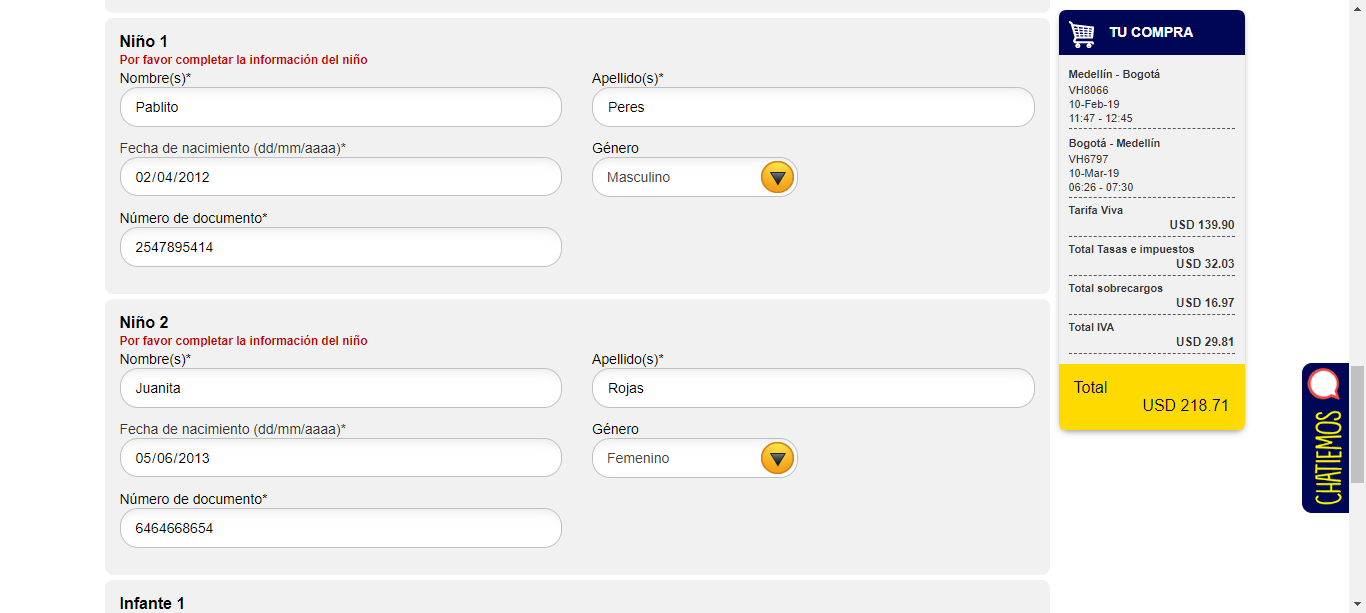 Niño 1
Por favor completar la información del niño
Nombre(s)* Apellido(s)*
Pablito Peres
Fecha de nacimiento (dd/mm/aaaa)* Género
02/04/2012 Masculino
Número de documento*
2547895414
Niño 2
Por favor completar la información del niño
Nombre(s)* Apellido(s)*
Juanita Rojas
Fecha de nacimiento (dd/mm/aaaa)* Género
05/06/2013 Femenino
Número de documento*
6464668654
Infante 1
TU COMPRA
Medellín - Bogotá
VH8066
10-Feb-19
11:47 - 12:45
Bogotá - Medellín
VH6797
10-Mar-19
06:26 - 07:30
Tarifa Viva
USD 139.90
Total Tasas e impuestos
USD 32.03
Total sobrecargos
USD 16.97
Total IVA
USD 29.81
Total
USD 218.71
CHATIEMOS